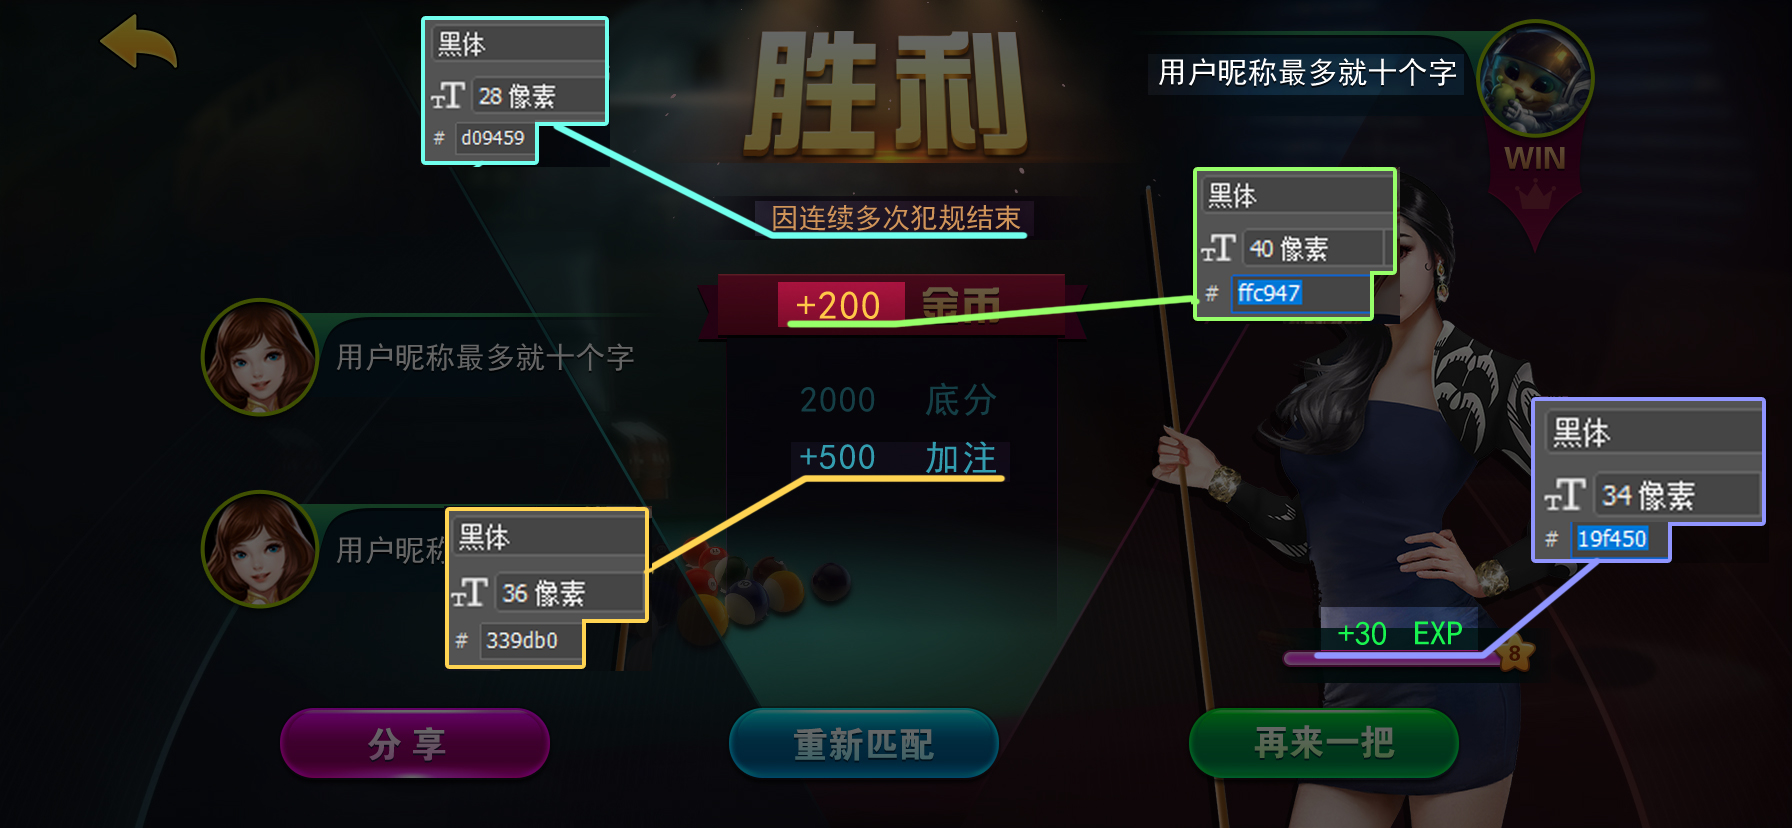 黑体
28 像素
# d09459
胜利
用户昵称最多就十个字
WIN
因连续多次犯规结束
黑体
40 像素
# ffc947
+200 金币
用户昵称最多就十个字
2000 底分
+500 加注
黑体
34 像素
# 19f450
用户昵称
黑体
36 像素
# 339db0
+30 EXP
8
分享
重新匹配
再来一把